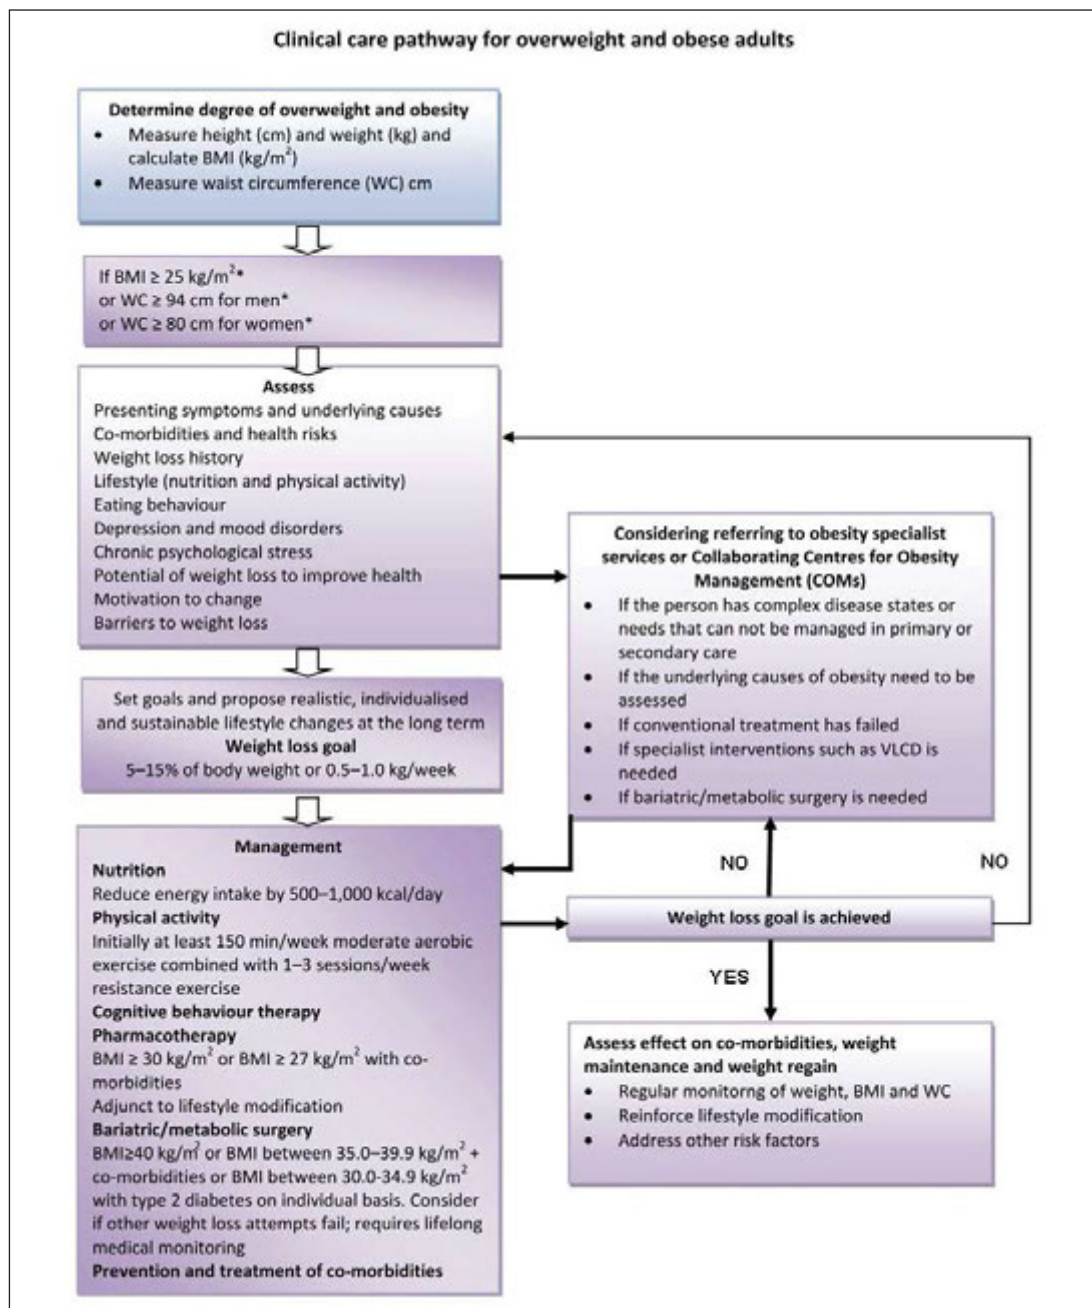 Clinical care pathway for overweight and obese adults
Determine degree of overweight and obesity
• Measure height (cm) and weight (kg) and
calculate BMI (kg/m²)
• Measure waist circumference (WC) cm
If BMI ≥ 25 kg/m²*
or WC ≥ 94 cm for men*
or WC ≥ 80 cm for women*
Assess
Presenting symptoms and underlying causes
Co-morbidities and health risks
Weight loss history
Lifestyle (nutrition and physical activity)
Eating behaviour
Depression and mood disorders
Chronic psychological stress
Potential of weight loss to improve health
Motivation to change
Barriers to weight loss
Considering referring to obesity specialist
services or Collaborating Centres for Obesity
Management (COMs)
• If the person has complex disease states or
needs that can not be managed in primary or
secondary care
• If the underlying causes of obesity need to be
assessed
• If conventional treatment has failed
• If specialist interventions such as VLCD is
needed
• If bariatric/metabolic surgery is needed
Set goals and propose realistic, individualised
and sustainable lifestyle changes at the long term
Weight loss goal
5–15% of body weight or 0.5–1.0 kg/week
Management
Nutrition
Reduce energy intake by 500–1,000 kcal/day
Physical activity
Initially at least 150 min/week moderate aerobic
exercise combined with 1–3 sessions/week
resistance exercise
Cognitive behaviour therapy
Pharmacotherapy
BMI ≥ 30 kg/m² or BMI ≥ 27 kg/m² with co-
morbidities
Adjunct to lifestyle modification
Bariatric/metabolic surgery
BMI≥40 kg/m² or BMI between 35.0–39.9 kg/m² +
co-morbidities or BMI between 30.0-34.9 kg/m²
with type 2 diabetes on individual basis. Consider
if other weight loss attempts fail; requires lifelong
medical monitoring
Prevention and treatment of co-morbidities
NO
NO
Weight loss goal is achieved
YES
Assess effect on co-morbidities, weight
maintenance and weight regain
• Regular monitorng of weight, BMI and WC
• Reinforce lifestyle modification
• Address other risk factors